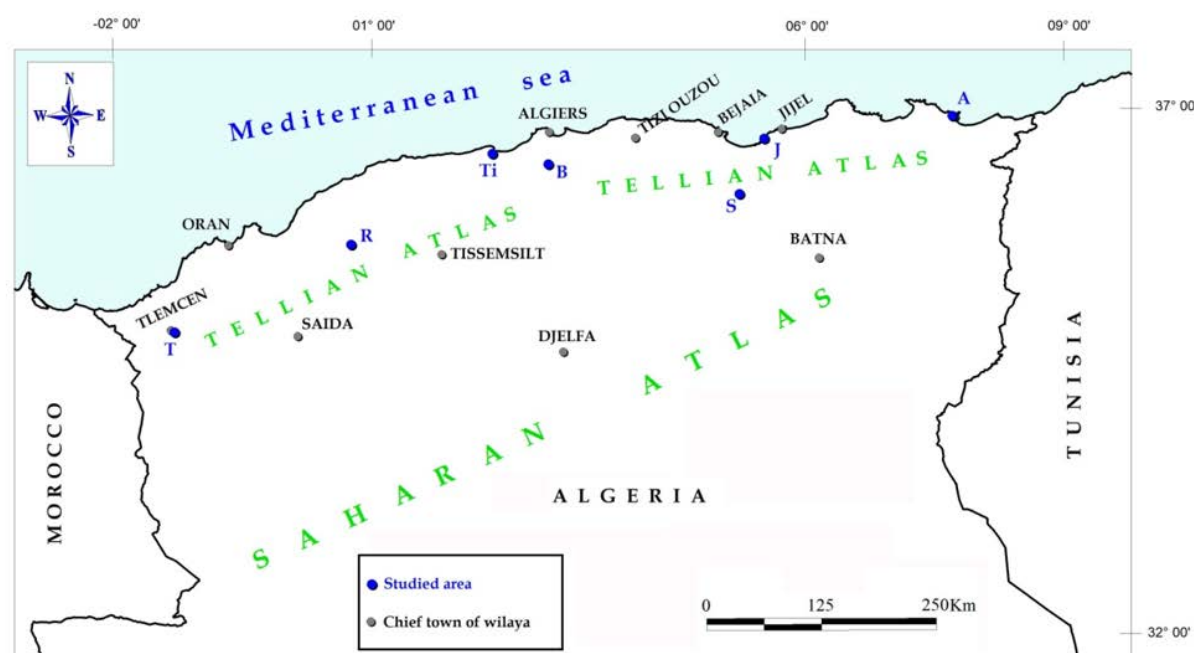 -02° 00'
01° 00'
06° 00'
09° 00'
N
W E
S
Mediterranean sea
ALGIERS
TIZI OUZOU
BEJAIA
JIJEL
A
37° 00'
Ti
B
J
TELLIAN ATLAS
S
ORAN
R
TELLIAN ATLAS
TISSEMSILT
BATNA
TLEMCEN
T
SAIDA
DJELFA
SAHARAN ATLAS
MOROCCO
TUNISIA
ALGERIA
Studied area
Chief town of wilaya
0 125 250Km
32° 00'